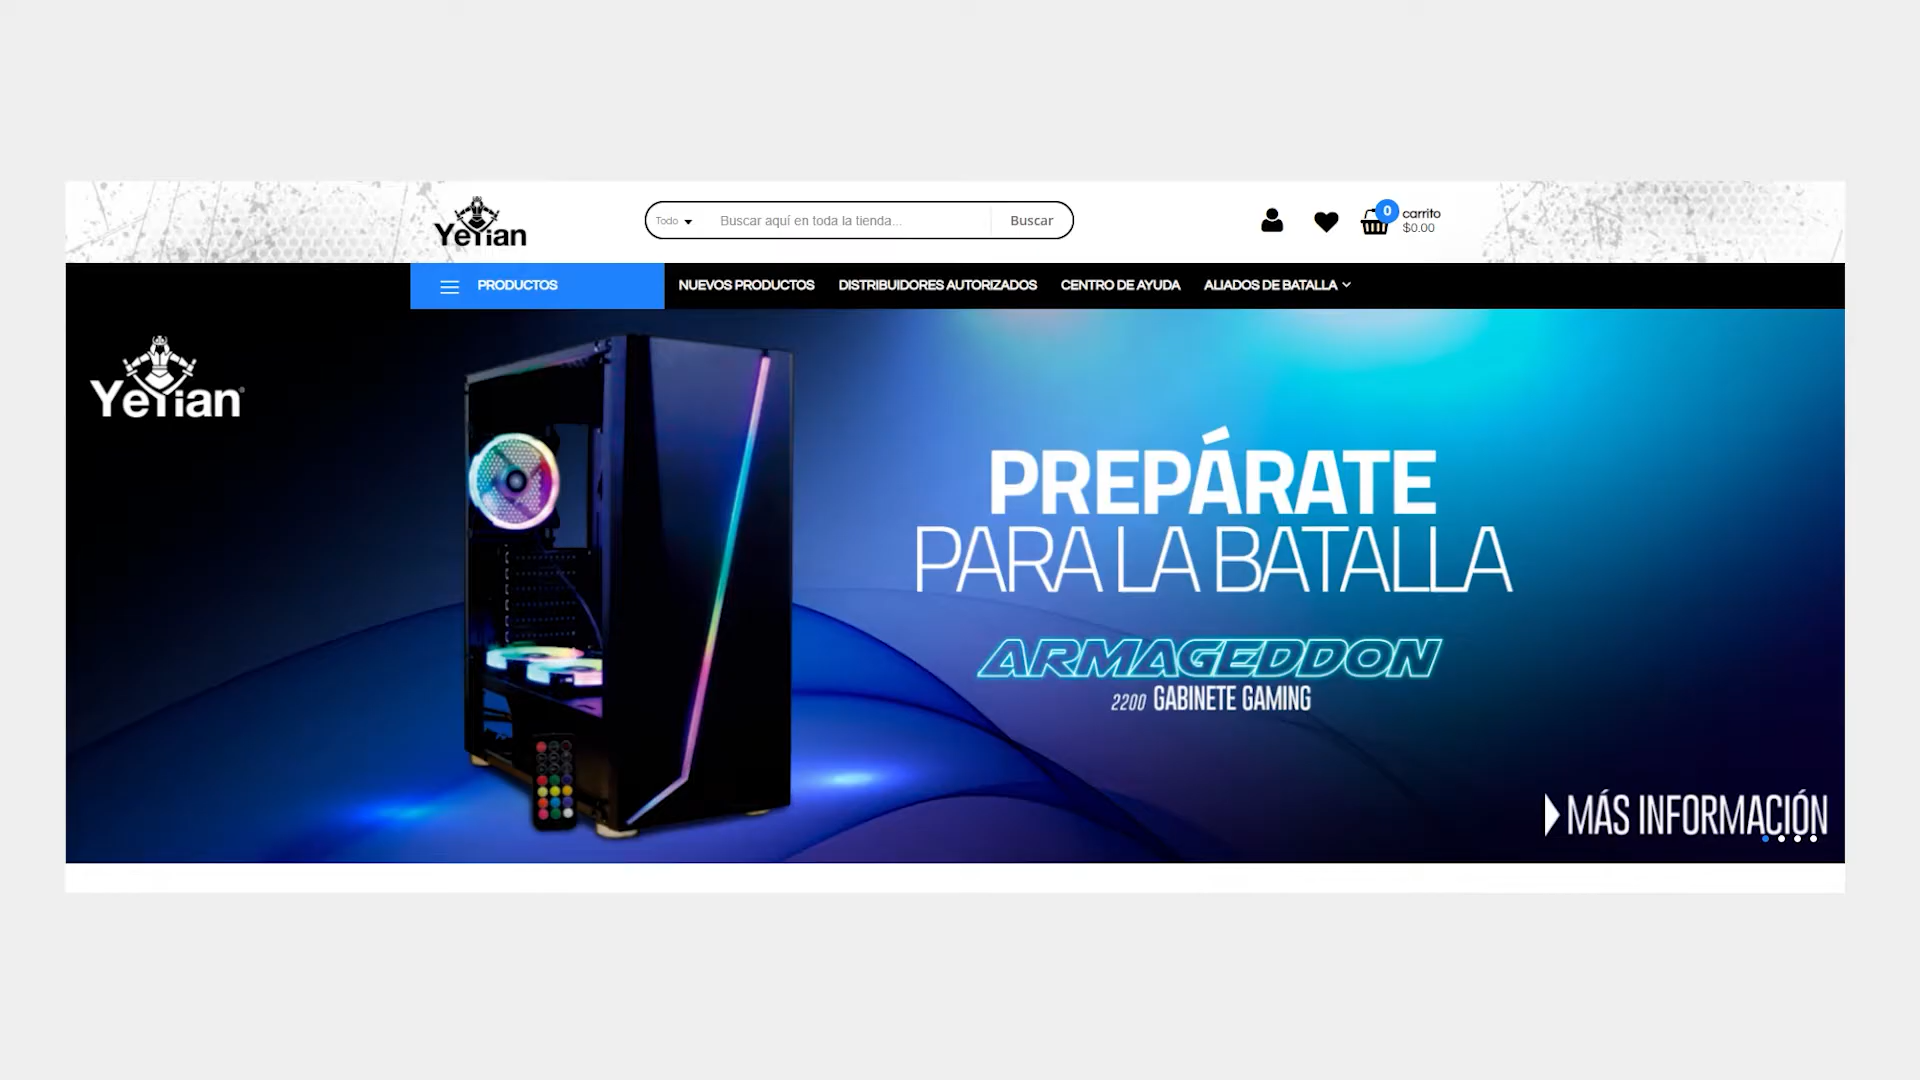 Yeyian
Todo
Buscar aquí en toda la tienda...
Buscar
0
carrito
$0.00
PRODUCTOS
NUEVOS PRODUCTOS
DISTRIBUIDORES AUTORIZADOS
CENTRO DE AYUDA
ALIADOS DE BATALLA
Yeyian®
PREPÁRATE
PARA LA BATALLA
ARMAGEDDON
2200 GABINETE GAMING
MÁS INFORMACIÓN